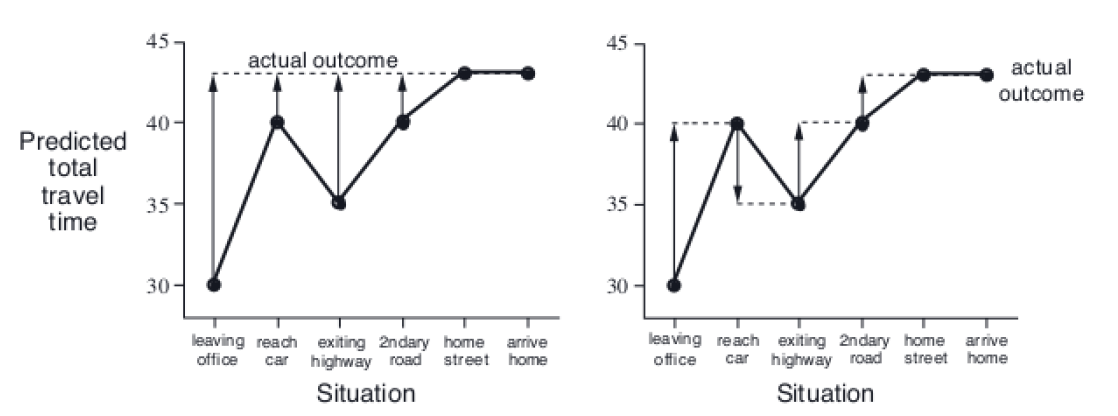 45
40
35
30
actual outcome
Predicted
total
travel
time
leaving
office
reach
car
exiting
highway
2ndary
road
home
street
arrive
home
Situation
45
40
35
30
actual
outcome
leaving
office
reach
car
exiting
highway
2ndary
road
home
street
arrive
home
Situation